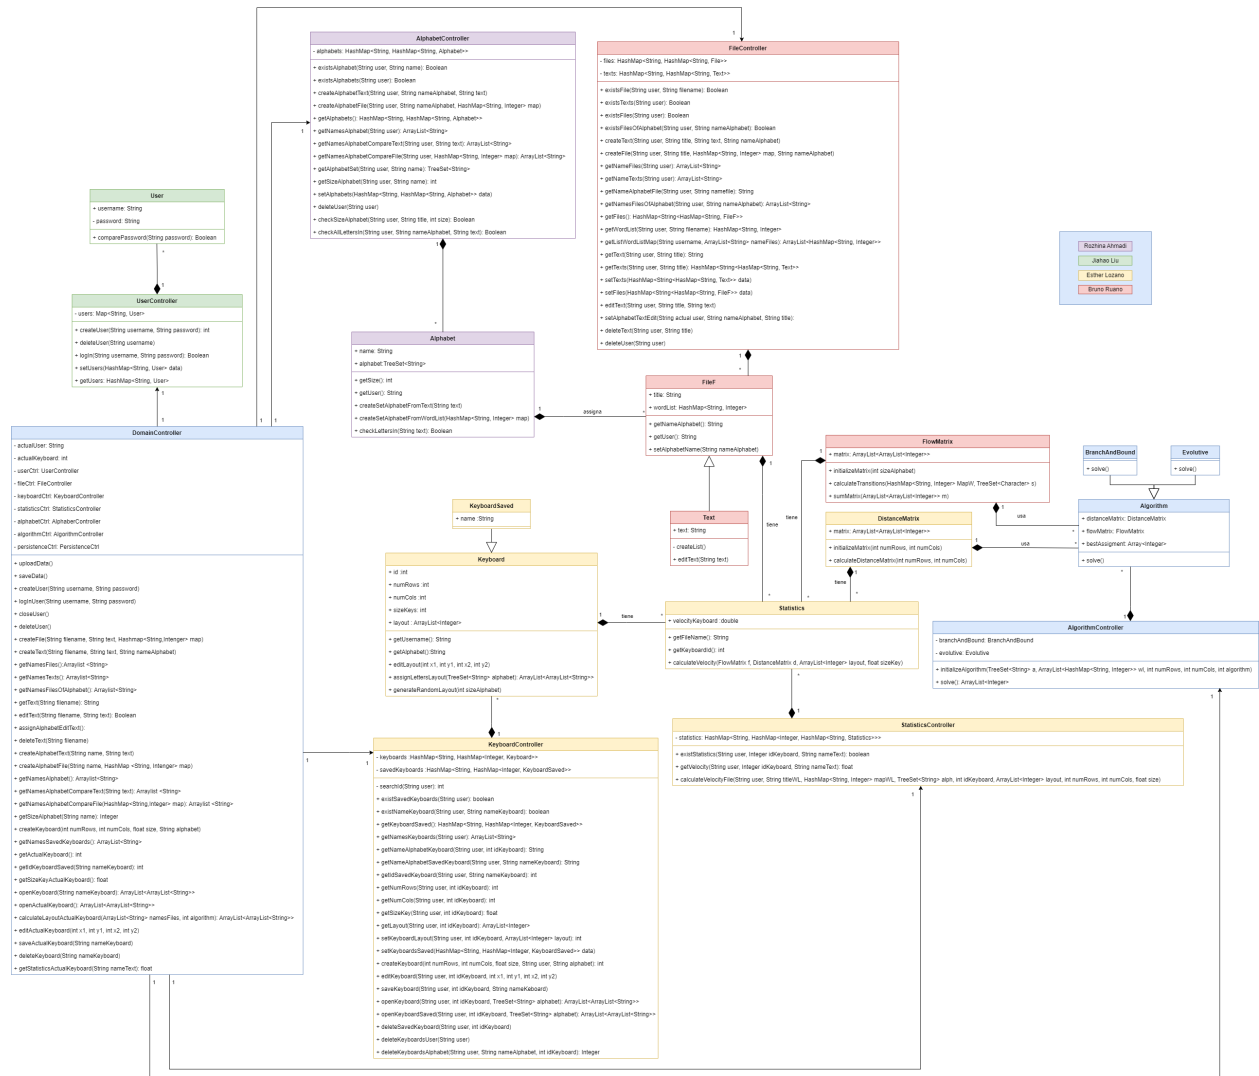 AlphabetController
- alphabets: HashMap<String, HashMap<String, Alphabet>>
+ existsAlphabet(String user, String name): Boolean
+ existsAlphabets(String user): Boolean
+ createAlphabetText(String user, String nameAlphabet, String text)
+ createAlphabetFile(String user, String nameAlphabet, HashMap<String, Integer> map)
+ getAlphabets(): HashMap<String, HashMap<String, Alphabet>>
+ getNamesAlphabet(String user): ArrayList<String>
+ getNamesAlphabetCompareText(String user, String text): ArrayList<String>
+ getNamesAlphabetCompareFile(String user, HashMap<String, Integer> map): ArrayList<String>
+ getAlphabetSet(String user, String name): TreeSet<String>
+ getSizeAlphabet(String user, String name): int
+ setAlphabets(HashMap<String, HashMap<String, Alphabet>> data)
+ deleteUser(String user)
+ checkSizeAlphabet(String user, String title, int size): Boolean
+ checkAllLettersIn(String user, String nameAlphabet, String text): Boolean
1
*
1
1
FileController
- files: HashMap<String, HashMap<String, File>>
- texts: HashMap<String, HashMap<String, Text>>
+ existsFile(String user, String filename): Boolean
+ existsTexts(String user): Boolean
+ existsFiles(String user): Boolean
+ existsFilesOfAlphabet(String user, String nameAlphabet): Boolean
+ createText(String user, String title, String text, String nameAlphabet)
+ createFile(String user, String title, HashMap<String, Integer> map, String nameAlphabet)
+ getNameFiles(String user): ArrayList<String>
+ getNameTexts(String user): ArrayList<String>
+ getNameAlphabetFile(String user, String namefile): String
+ getNamesFilesOfAlphabet(String user, String nameAlphabet): ArrayList<String>
+ getFiles(): HashMap<String<HasMap<String, FileF>>
+ getWordList(String user, String filename): HashMap<String, Integer>
+ getListWordListMap(String username, ArrayList<String> nameFiles): ArrayList<HashMap<String, Integer>>
+ getText(String user, String title): String
+ getTexts(String user, String title): HashMap<String<HasMap<String, Text>>
+ setTexts(HashMap<String<HasMap<String, Text>> data)
+ setFiles(HashMap<String<HasMap<String, FileF>> data)
+ editText(String user, String title, String text)
+ setAlphabetTextEdit(String actual user, String nameAlphabet, String title):
+ deleteText(String user, String title)
+ deleteUser(String user)
1
*
Rozhina Ahmadi
Jiahao Liu
Esther Lozano
Bruno Ruano
User
+ username: String
- password: String
+ comparePassword(String password): Boolean
*
1
UserController
- users: Map<String, User>
+ createUser(String username, String password): int
+ deleteUser(String username)
+ login(String username, String password): Boolean
+ setUsers(HashMap<String, User> data)
+ getUsers: HashMap<String, User>
1
1
1
Alphabet
+ name: String
+ alphabet:TreeSet<String>
+ getSize(): int
+ getUser(): String
+ createSetAlphabetFromText(String text)
+ createSetAlphabetFromWordList(HashMap<String, Integer> map)
+ checkLettersIn(String text): Boolean
1
assigna
*
FileF
+ title: String
+ wordList: HashMap<String, Integer>
+ getNameAlphabet(): String
+ getUser(): String
+ setAlphabetName(String nameAlphabet)
1
tiene
*
Text
+ text: String
- createList()
+ editText(String text)
FlowMatrix
+ matrix: ArrayList<ArrayList<Integer>>
+ initializeMatrix(int sizeAlphabet)
+ calculateTransitions(HashMap<String, integer> MapW, TreeSet<Character> s)
+ sumMatrix(ArrayList<ArrayList<Integer>> m)
1
tiene
*
1
usa
*
DistanceMatrix
+ matrix: ArrayList<ArrayList<Integer>>
+ initializeMatrix(int numRows, int numCols)
+ calculateDistanceMatrix(int numRows, int numCols)
1
usa
*
1
*
BranchAndBound
+ solve()
Evolutive
+ solve()
Algorithm
+ distanceMatrix: DistanceMatrix
+ flowMatrix: FlowMatrix
+ bestAssigment: Array<Integer>
+ solve()
*
1
AlgorithmController
- branchAndBound: BranchAndBound
- evolutive: Evolutive
+ initializeAlgorithm(TreeSet<String> a, ArrayList<HashMap<String, Integer>> wl, int numRows, int numCols, int algorithm)
+ solve(): ArrayList<Integer>
1
DomainController
- actualUser: String
- actualKeyboard: int
- userCtrl: UserController
- fileCtrl: FileController
- keyboardCtrl: KeyboardController
- statisticsCtrl: StatisticsController
- alphabetCtrl: AlphaberController
- algorithmCtrl: AlgorithmController
- persistenceCtrl: PersistenceCtrl
+ uploadData()
+ saveData()
+ createUser(String username, String password)
+ loginUser(String username, String password)
+ closeUser()
+ deleteUser()
+ createFile(String filename, String text, Hashmap<String,Intenger> map)
+ createText(String filename, String text, String nameAlphabet)
+ getNamesFiles():Arraylist <String>
+ getNamesTexts(): Arraylist<String>
+ getNamesFilesOfAlphabet(): Arraylist<String>
+ getText(String filename): String
+ editText(String filename, String text): Boolean
+ assignAlphabetEditText():
+ deleteText(String filename)
+ createAlphabetText(String name, String text)
+ createAlphabetFile(String name, HashMap <String, Intenger> map)
+ getNamesAlphabet(): Arraylist<String>
+ getNamesAlphabetCompareText(String text): Arraylist <String>
+ getNamesAlphabetCompareFile(HashMap<String,Integer> map): Arraylist <String>
+ getSizeAlphabet(String name): Integer
+ createKeyboard(int numRows, int numCols, float size, String alphabet)
+ getNamesSavedKeyboards(): ArrayList<String>
+ getActualKeyboard(): int
+ getIdKeyboardSaved(String nameKeyboard): int
+ getSizeKeyActualKeyboard(): float
+ openKeyboard(String nameKeyboard): ArrayList<ArrayList<String>>
+ openActualKeyboard(): ArrayList<ArrayList<String>>
+ calculateLayoutActualKeyboard(ArrayList<String> namesFiles, int algorithm): ArrayList<ArrayList<String>>
+ editActualKeyboard(int x1, int y1, int x2, int y2)
+ saveActualKeyboard(String nameKeyboard)
+ deleteKeyboard(String nameKeyboard)
+ getStatisticsActualKeyboard(String nameText): float
1
1
1
1
KeyboardSaved
+ name :String
Keyboard
+ id :int
+ numRows :int
+ numCols :int
+ sizeKeys: int
+ layout : ArrayList<Integer>
+ getUsername(): String
+ getAlphabet():String
+ editLayout(int x1, int y1, int x2, int y2)
+ assignLettersLayout(TreeSet<String> alphabet): ArrayList<ArrayList<String>>
+ generateRandomLayout(int sizeAlphabet)
1
tiene
*
*
1
KeyboardController
- keyboards: HashMap<String, HashMap<Integer, Keyboard>>
- savedKeyboards :HashMap<String, HashMap<Integer, KeyboardSaved>>
- searchId(String user): int
+ existSavedKeyboards(String user): boolean
+ existNameKeyboard(String user, String nameKeyboard): boolean
+ getKeyboardSaved(): HashMap<String, HashMap<Integer, KeyboardSaved>>
+ getNamesKeyboards(String user): ArrayList<String>
+ getNameAlphabetKeyboard(String user, int idKeyboard): String
+ getNameAlphabetSavedKeyboard(String user, String nameKeyboard): String
+ getIdSavedKeyboard(String user, String nameKeyboard): int
+ getNumRows(String user, int idKeyboard): int
+ getNumCols(String user, int idKeyboard): int
+ getSizeKey(String user, int idKeyboard): float
+ getLayout(String user, int idKeyboard): ArrayList<Integer>
+ setKeyboardLayout(String user, int idKeyboard, ArrayList<Integer> layout): int
+ setKeyboardsSaved(HashMap<String, HashMap<Integer, KeyboardSaved>> data)
+ createKeyboard(int numRows, int numCols, float size, String user, String alphabet): int
+ editKeyboard(String user, int idKeyboard, int x1, int y1, int x2, int y2)
+ saveKeyboard(String user, int idKeyboard, String nameKeboard)
+ openKeyboard(String user, int idKeyboard, TreeSet<String> alphabet): ArrayList<ArrayList<String>>
+ openKeyboardSaved(String user, int idKeyboard, TreeSet<String> alphabet): ArrayList<ArrayList<String>>
+ deleteSavedKeyboard(String user, int idKeyboard)
+ deleteKeyboardsUser(String user)
+ deleteKeyboardsAlphabet(String user, String nameAlphabet, int idKeyboard): Integer
Statistics
+ velocityKeyboard :double
+ getFileName(): String
+ getKeyboardId(): int
+ calculateVelocity(FlowMatrix f, DistanceMatrix d, ArrayList<Integer> layout, float sizeKey)
*
1
StatisticsController
- statistics: HashMap<String, HashMap<Integer, HashMap<String, Statistics>>>
+ existStatistics(String user, Integer idKeyboard, String nameText): boolean
+ getVelocity(String user, Integer idKeyboard, String nameText): float
+ calculateVelocityFile(String user, String titleWL, HashMap<String, Integer> mapWL, TreeSet<String> alph, int idKeyboard, ArrayList<Integer> layout, int numRows, int numCols, float size)
1